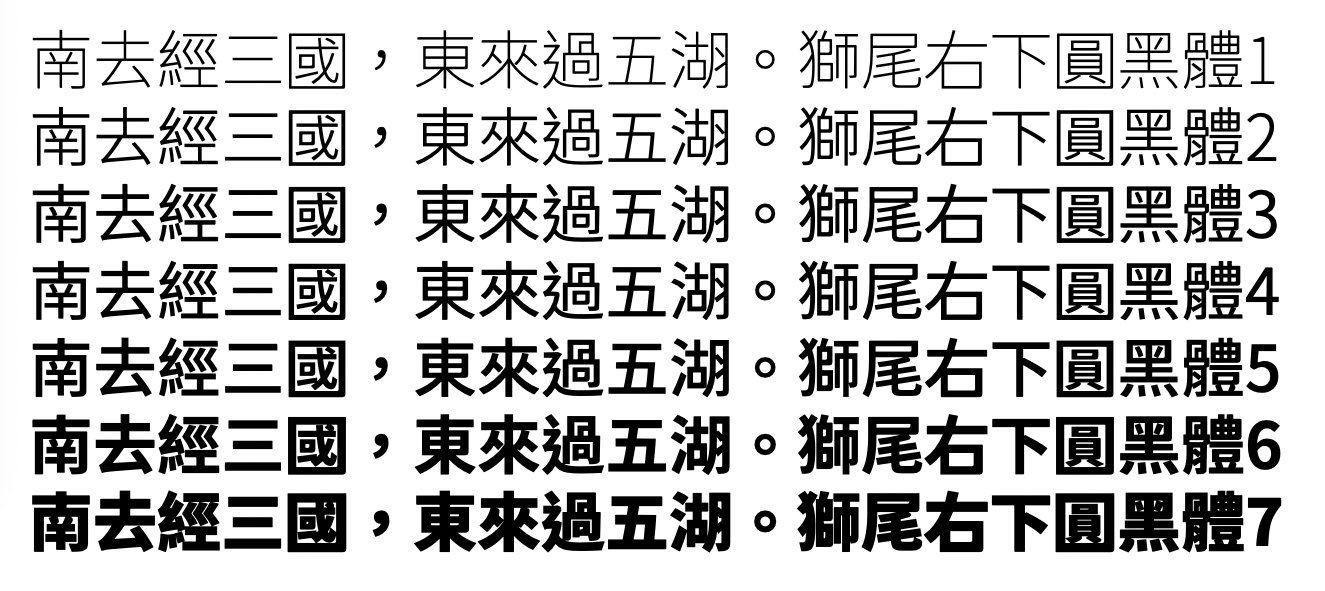 南去經三國，東來過五湖。獅尾右下圓黑體1
南去經三國，東來過五湖。獅尾右下圓黑體2
南去經三國，東來過五湖。獅尾右下圓黑體3
南去經三國，東來過五湖。獅尾右下圓黑體4
南去經三國，東來過五湖。獅尾右下圓黑體5
南去經三國，東來過五湖。獅尾右下圓黑體6
南去經三國，東來過五湖。獅尾右下圓黑體7